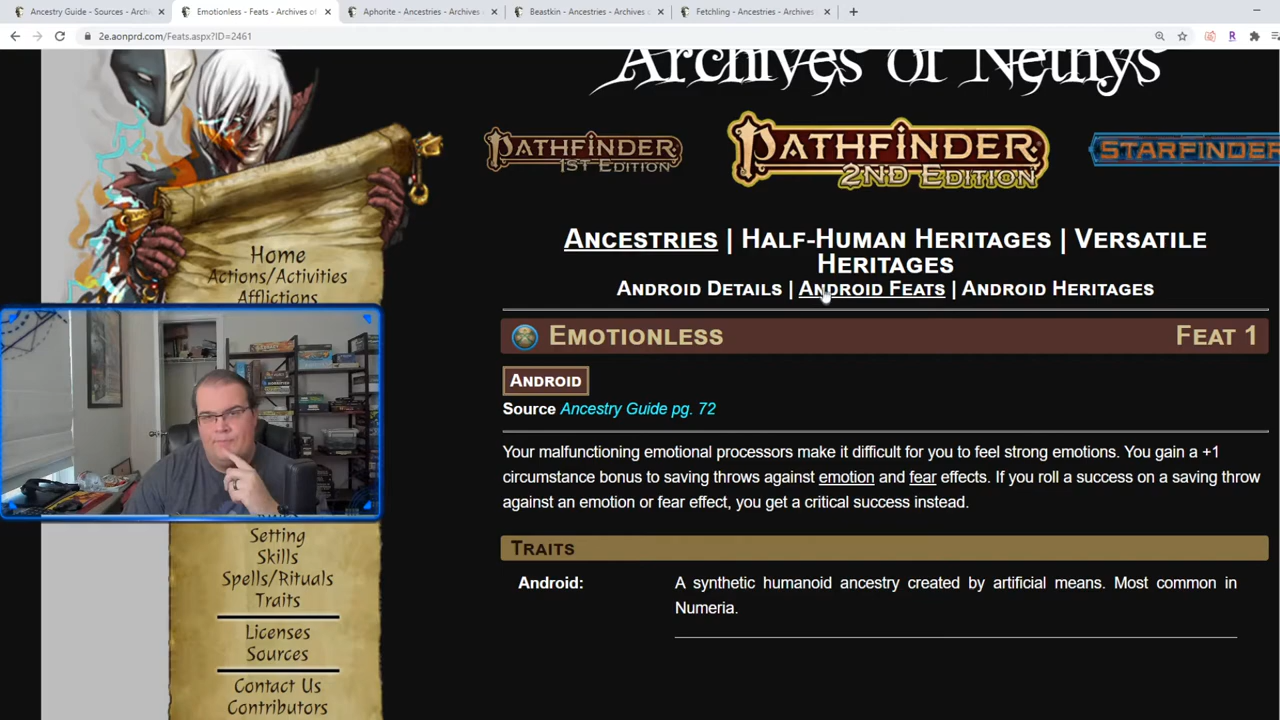 Ancestry Guide - Sources - Archi
Emotionless - Feats - Archives of
Aphorite - Ancestries - Archives o
Beastkin - Ancestries - Archives o
Fetchling - Ancestries - Archives
2e.aonprd.com/Feats.aspx?ID=2461
Archives of Nethys
PATHFINDER
1ST EDITION
PATHFINDER
2ND EDITION
STARFINDER
Home
Actions/Activities
Afflictions
Setting
Skills
Spells/Rituals
Traits
Licenses
Sources
Contact Us
Contributors
Ancestries | Half-Human Heritages | Versatile
Heritages
Android Details | Android Feats | Android Heritages
Emotionless Feat 1
Android
Source Ancestry Guide pg. 72
Your malfunctioning emotional processors make it difficult for you to feel strong emotions. You gain a +1
circumstance bonus to saving throws against emotion and fear effects. If you roll a success on a saving throw
against an emotion or fear effect, you get a critical success instead.
Traits
Android: A synthetic humanoid ancestry created by artificial means. Most common in
Numeria.